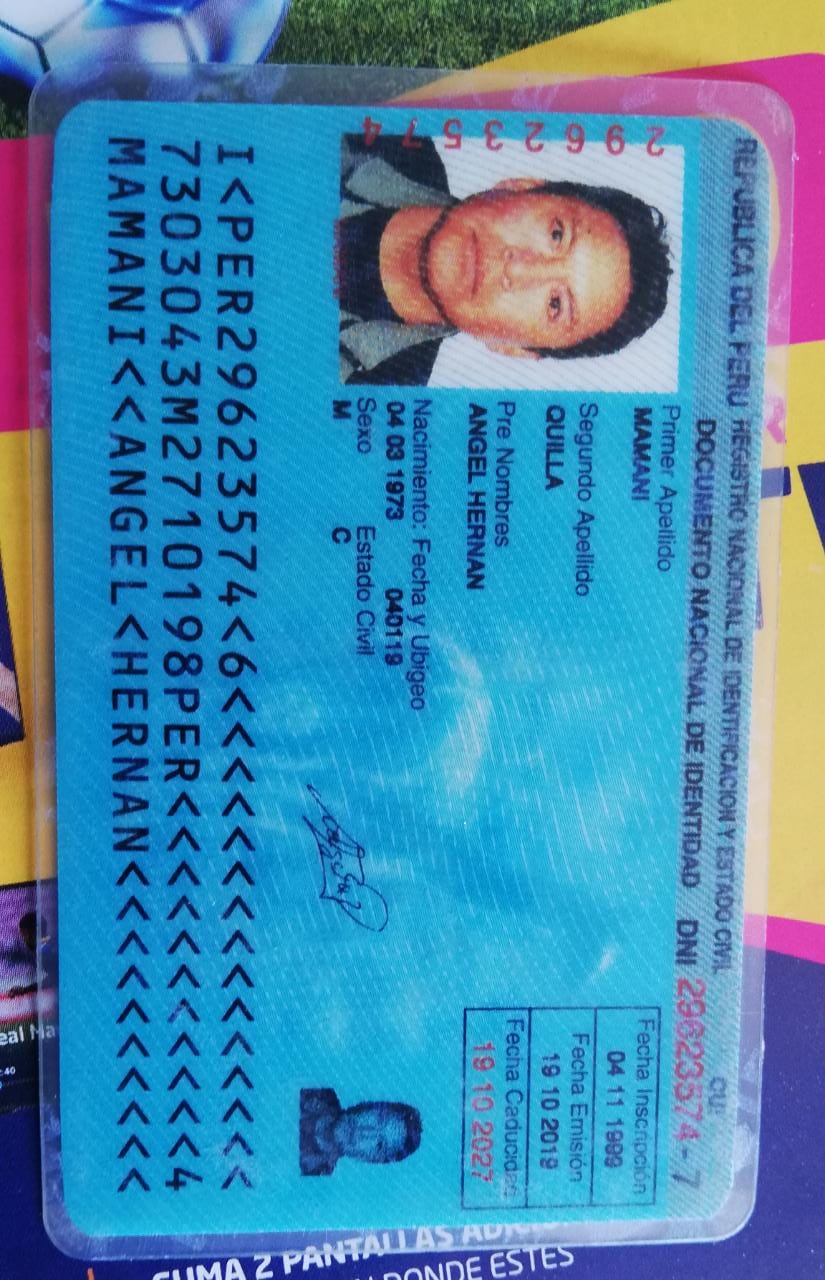 REPUBLICA DEL PERU REGISTRO NACIONAL DE IDENTIFICACION Y ESTADO CIVIL
CUI
DOCUMENTO NACIONAL DE IDENTIDAD DNI 29623574 - 7
29623574
Primer Apellido
MAMANI
Segundo Apellido
QUILLA
Pre Nombres
ANGEL HERNAN
Nacimiento: Fecha y Ubigeo
04 03 1973 040119
Sexo Estado Civil
M C
Fecha Inscripción
04 11 1999
Fecha Emisión
19 10 2019
Fecha Caducidad
19 10 2027
MAMANI
I<PER29623574<6<<<<<<<<<<<<<<<
7303043M2710198PER<<<<<<<<<<<4
MAMANI<<ANGEL<HERNAN<<<<<<<<<<
2 PANTALLAS
DONDE ESTES